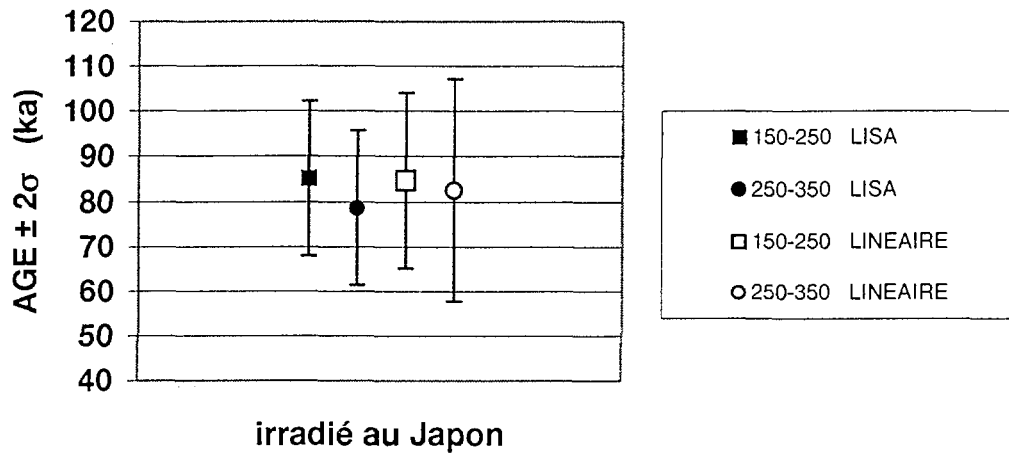 120
110
100
90
80
70
60
50
40
AGE ± 2σ (ka)
irradié au Japon
150-250 LISA
250-350 LISA
150-250 LINEAIRE
250-350 LINEAIRE